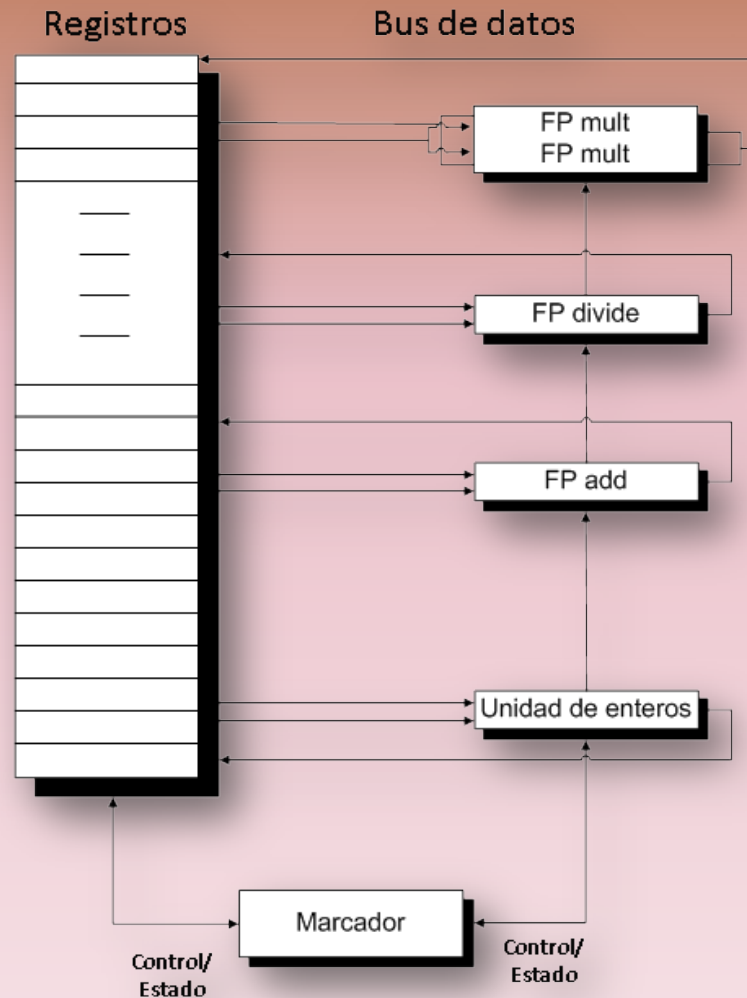 Registros
Bus de datos
FP mult
FP mult
FP divide
FP add
Unidad de enteros
Marcador
Control/
Estado
Control/
Estado